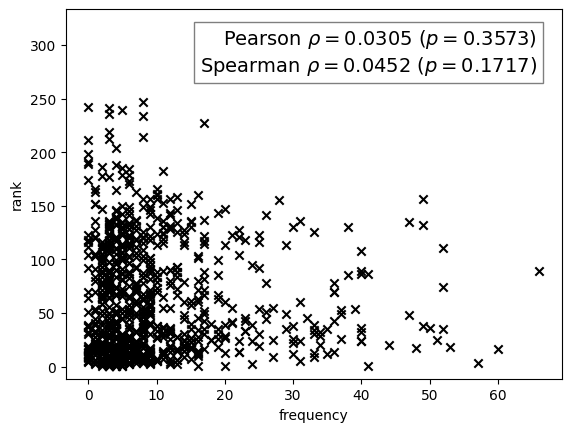 Pearson ρ = 0.0305 (p = 0.3573)
Spearman ρ = 0.0452 (p = 0.1717)
300
250
200
150
100
50
0
rank
0 10 20 30 40 50 60
frequency